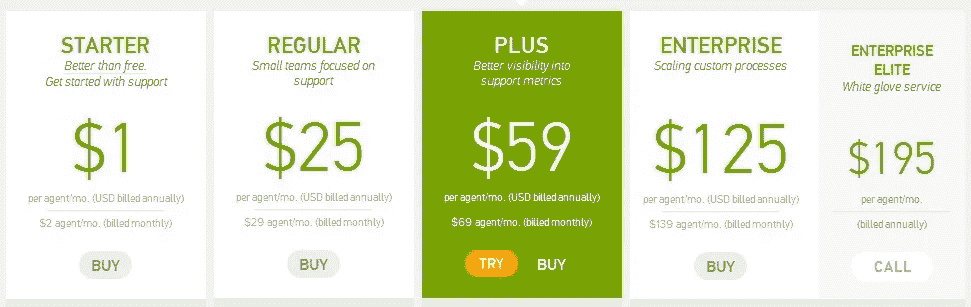 STARTER
Better than free.
Get started with support
$1
per agent/mo. (USD billed annually)
$2 agent/mo. (billed monthly)
BUY
REGULAR
Small teams focused on
support
$25
per agent/mo. (USD billed annually)
$29 agent/mo. (billed monthly)
BUY
PLUS
Better visibility into
support metrics
$59
per agent/mo. (USD billed annually)
$69 agent/mo. (billed monthly)
TRY BUY
ENTERPRISE
Scaling custom processes
$125
per agent/mo. (USD billed annually)
$139 agent/mo. (billed monthly)
BUY
ENTERPRISE
ELITE
White glove service
$195
per agent/mo.
(billed annually)
CALL